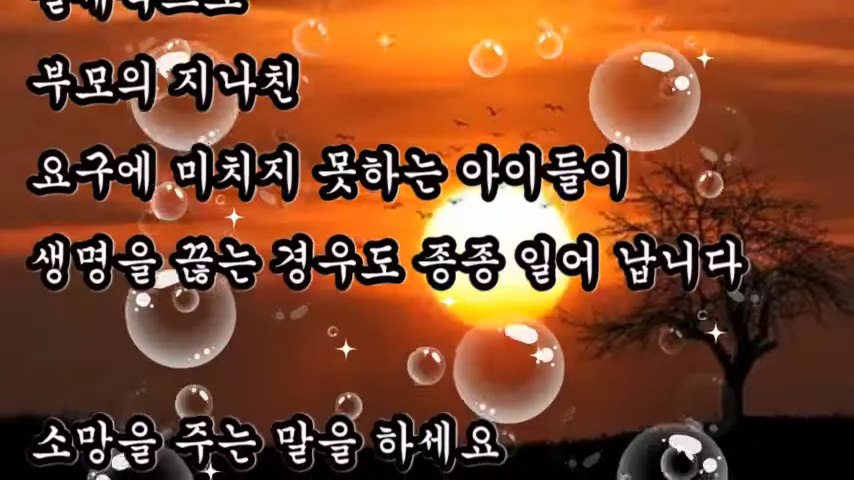 부모의 지나친
요구에 미치지 못하는 아이들이
생명을 끊는 경우도 종종 일어 납니다
소망을 주는 말을 하세요